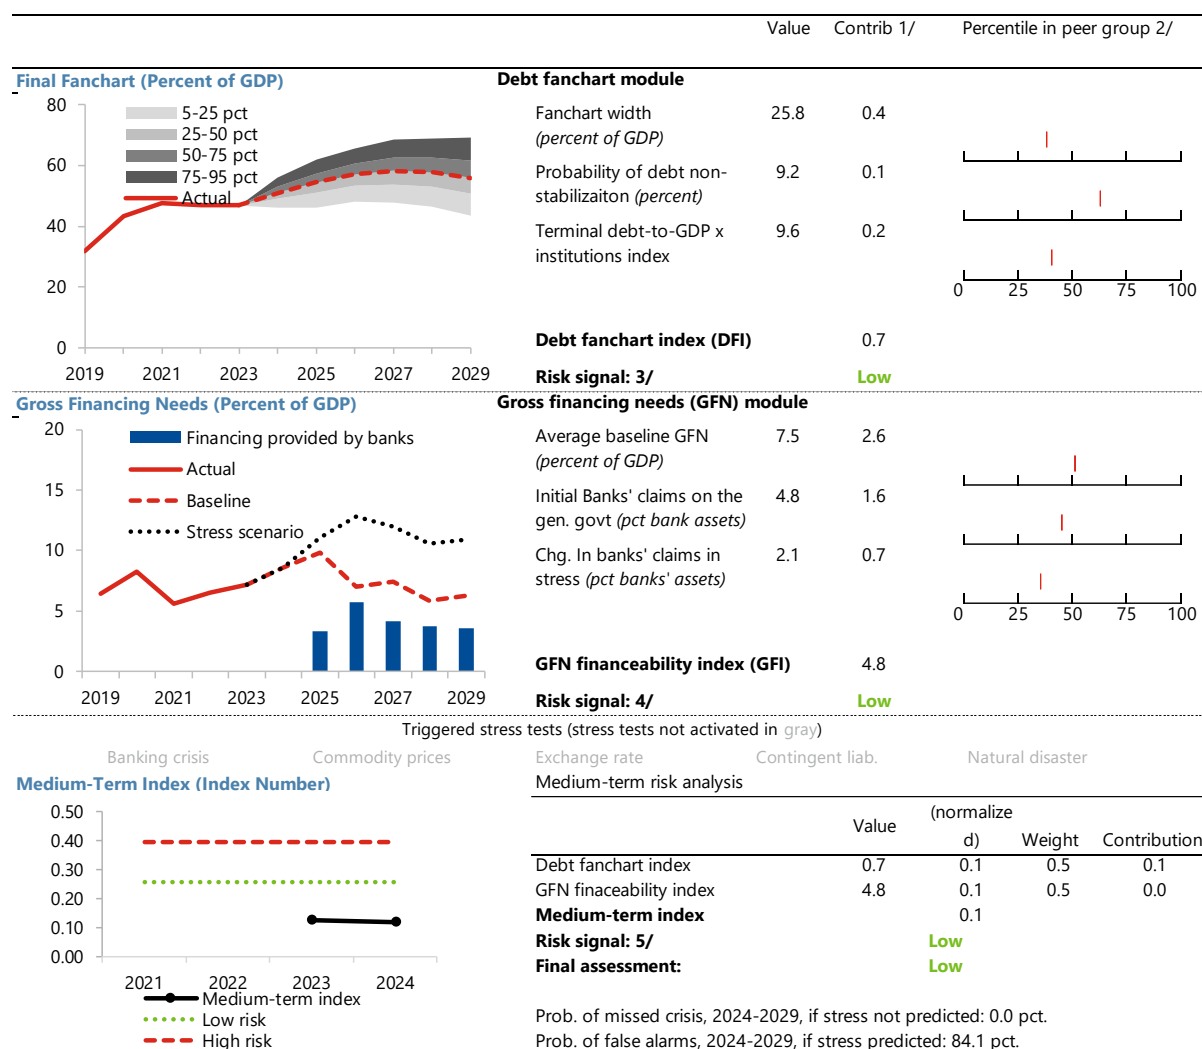 Value Contrib 1/ Percentile in peer group 2/
Final Fanchart (Percent of GDP)
80
60
40
20
0
5-25 pct
25-50 pct
50-75 pct
75-95 pct
Actual
2019 2021 2023 2025 2027 2029
Debt fanchart module
Fanchart width 25.8 0.4
(percent of GDP)
Probability of debt non- 9.2 0.1
stabilizaiton (percent)
Terminal debt-to-GDP x 9.6 0.2
institutions index
0 25 50 75 100
Debt fanchart index (DFI) 0.7
Risk signal: 3/ Low
Gross Financing Needs (Percent of GDP)
20
15
10
5
0
Financing provided by banks
Actual
Baseline
Stress scenario
2019 2021 2023 2025 2027 2029
Gross financing needs (GFN) module
Average baseline GFN 7.5 2.6
(percent of GDP)
Initial Banks' claims on the 4.8 1.6
gen. govt (pct bank assets)
Chg. In banks' claims in 2.1 0.7
stress (pct banks' assets)
0 25 50 75 100
GFN financeability index (GFI) 4.8
Risk signal: 4/ Low
Triggered stress tests (stress tests not activated in gray)
Banking crisis Commodity prices Exchange rate Contingent liab. Natural disaster
Medium-Term Index (Index Number)
0.50
0.40
0.30
0.20
0.10
0.00
2021 2022 2023 2024
Medium-term index
Low risk
High risk
Medium-term risk analysis
Value (normalize
d) Weight Contribution
Debt fanchart index 0.7 0.1 0.5 0.1
GFN finaceability index 4.8 0.1 0.5 0.0
Medium-term index 0.1
Risk signal: 5/ Low
Final assessment: Low
Prob. of missed crisis, 2024-2029, if stress not predicted: 0.0 pct.
Prob. of false alarms, 2024-2029, if stress predicted: 84.1 pct.